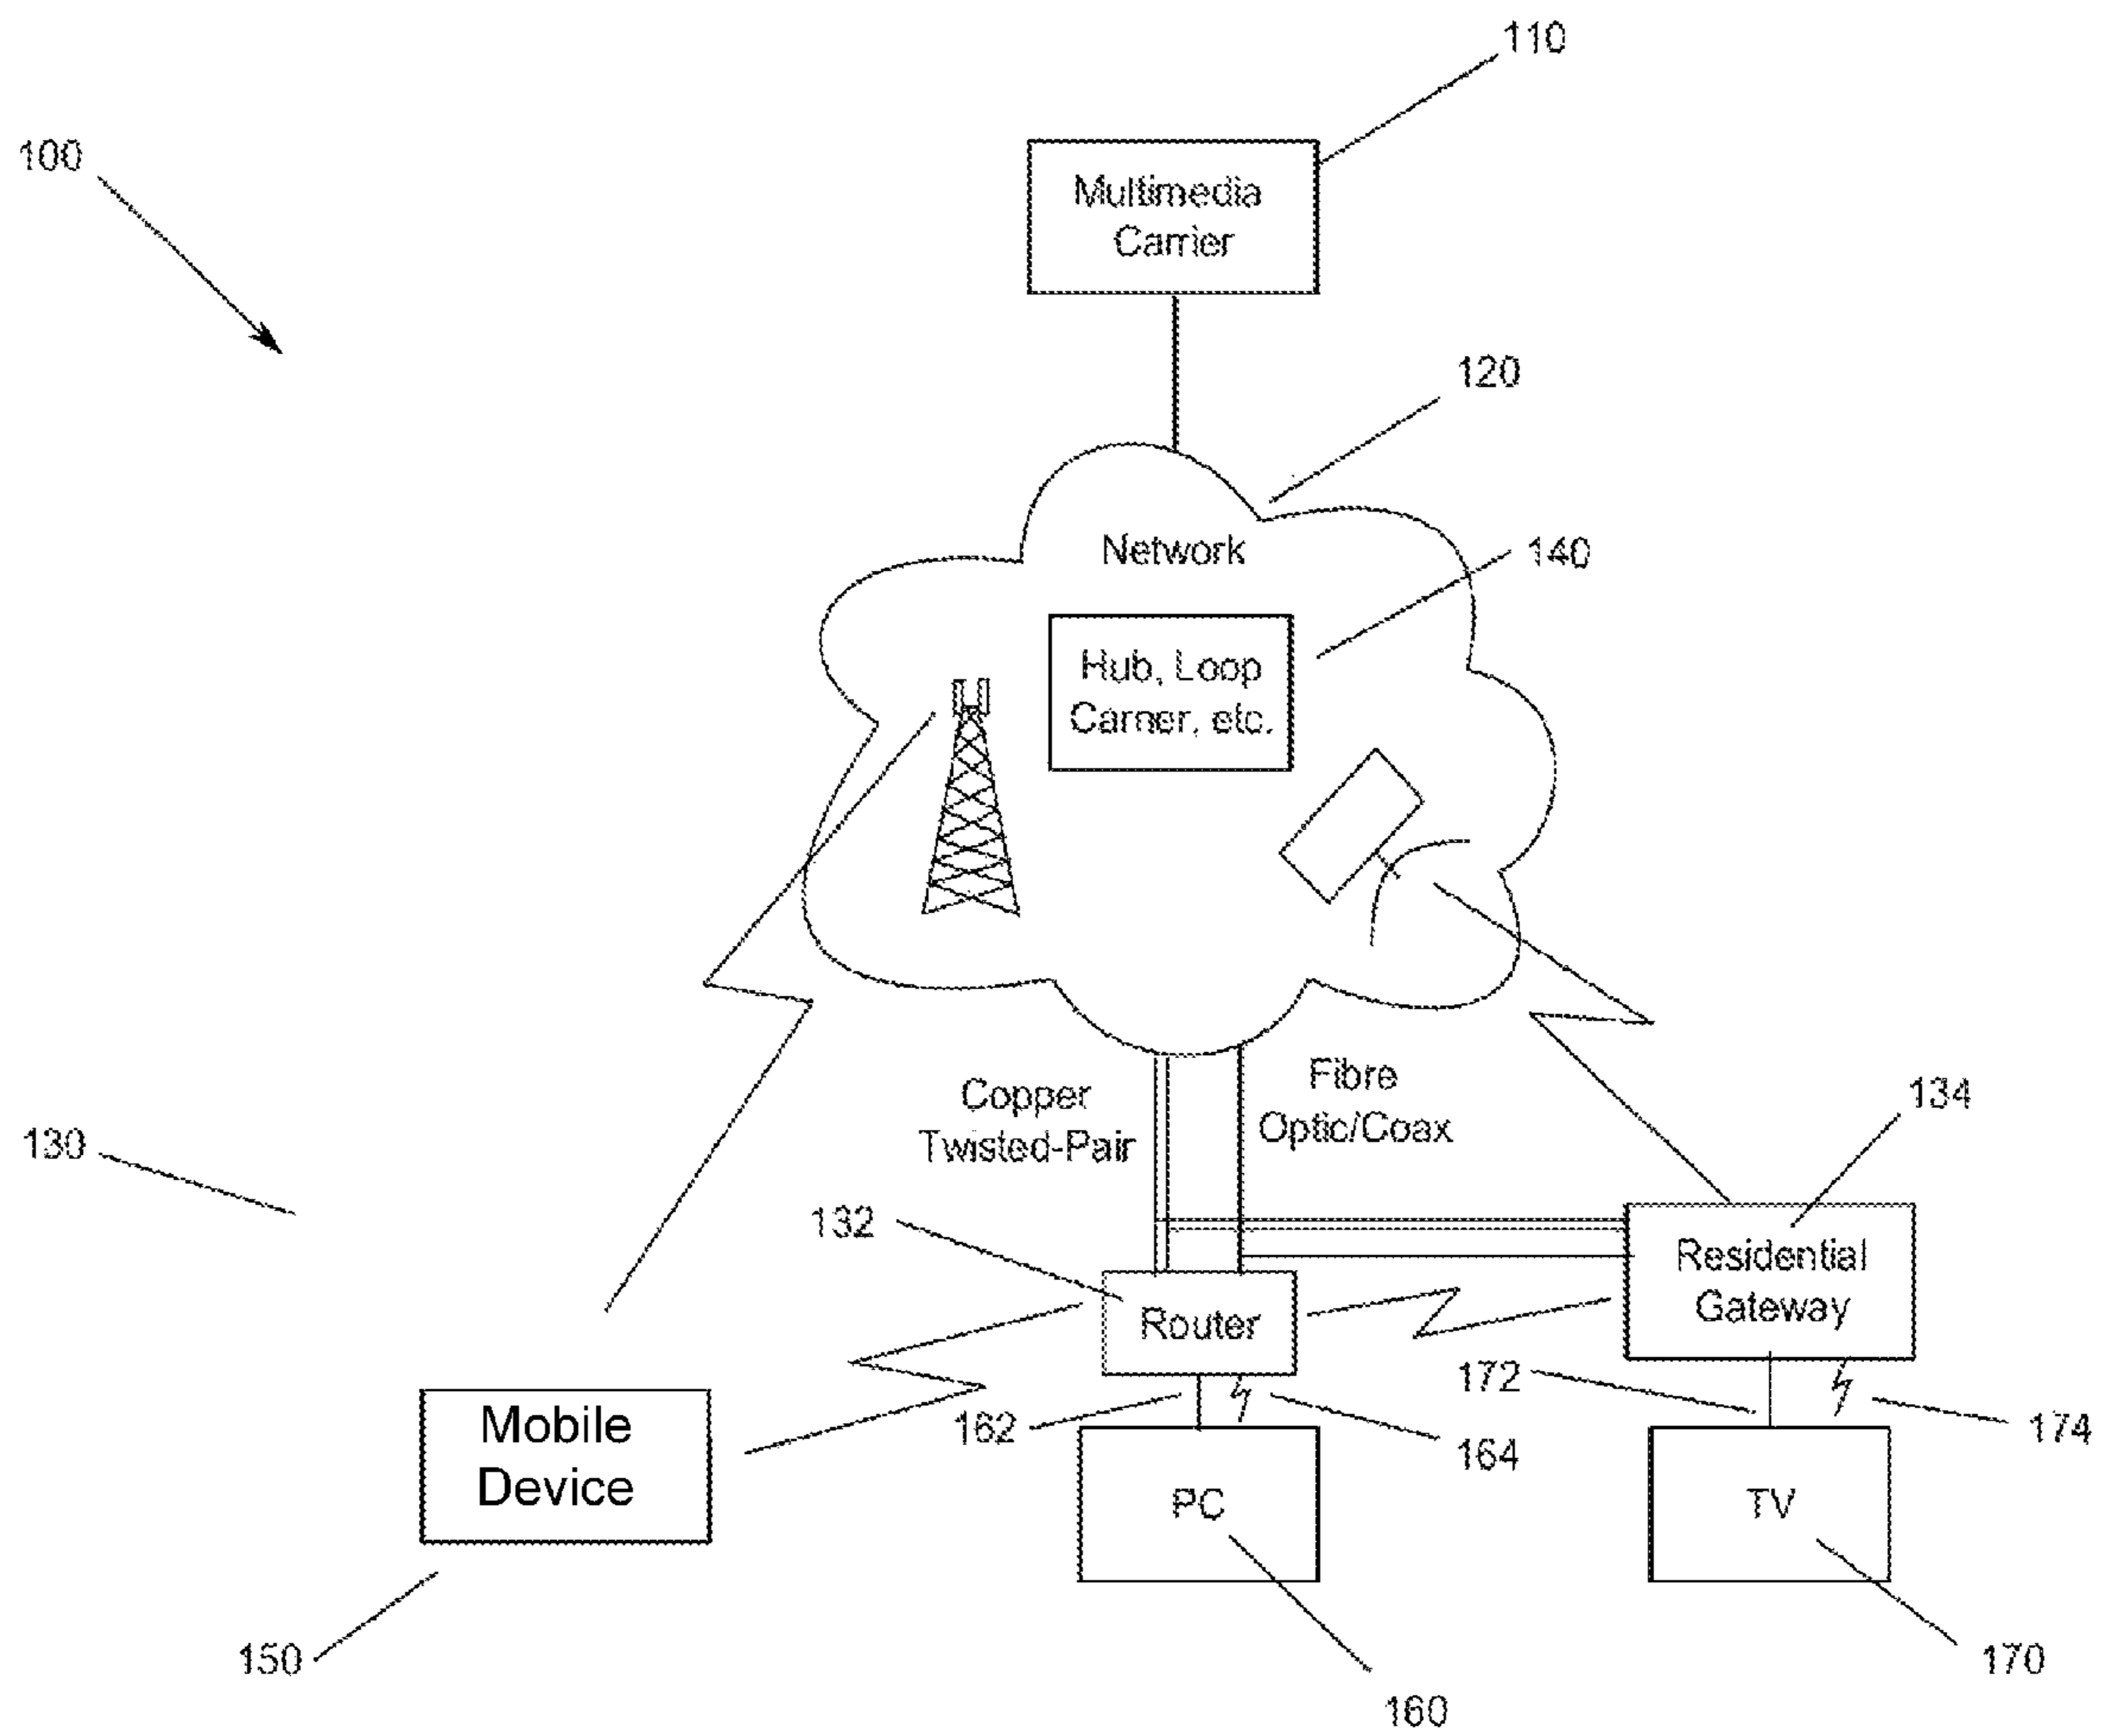 110
100
Multimedia
Carrier
120
Network
140
Hub, Loop
Carrier, etc.
Copper
Twisted-Pair
Fibre
Optic/Coax
134
130
132
Residential
Gateway
Router
172
162
164
174
Mobile
Device
PC
TV
150
160
170